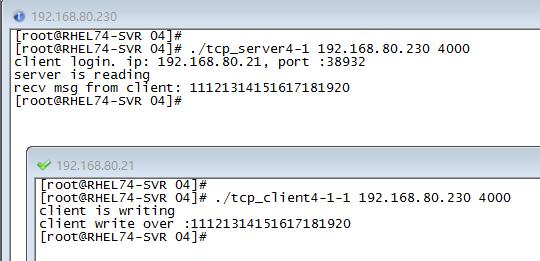 192.168.80.230
[root@RHEL74-SVR 04]#
[root@RHEL74-SVR 04]# ./tcp_server4-1 192.168.80.230 4000
client login. ip: 192.168.80.21, port :38932
server is reading
recv msg from client: 11121314151617181920
[root@RHEL74-SVR 04]#
192.168.80.21
[root@RHEL74-SVR 04]#
[root@RHEL74-SVR 04]# ./tcp_client4-1-1 192.168.80.230 4000
client is writing
client write over :11121314151617181920
[root@RHEL74-SVR 04]#